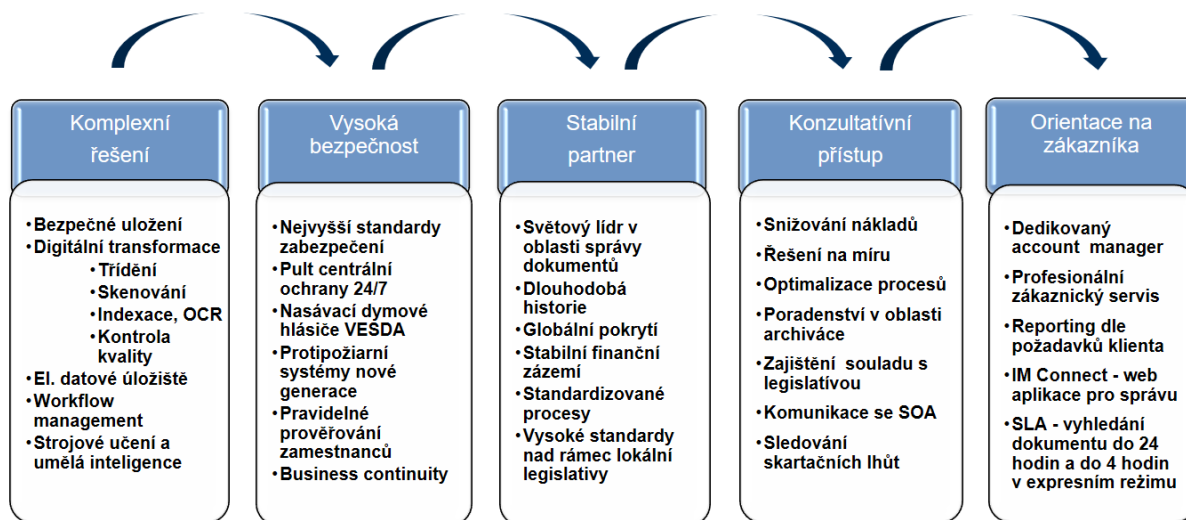 Komplexní
řešení
• Bezpečné uložení
• Digitální transformace
• Třídění
• Skenování
• Indexace, OCR
• Kontrola
kvality
• El. datové úložiště
• Workflow
management
• Strojové učení a
umělá inteligence
Vysoká
bezpečnost
• Nejvyšší standardy
zabezpečení
• Pult centrální
ochrany 24/7
• Nasávací dymové
hlásiče VESDA
• Protipožiarní
systémy nové
generace
• Pravidelné
prověřování
zamestnanců
• Business continuity
Stabilní
partner
• Světový lídr v
oblasti správy
dokumentů
• Dlouhodobá
historie
• Globální pokrytí
• Stabilní finanční
zázemí
• Standardizované
procesy
• Vysoké standardy
nad rámec lokální
legislativy
Konzultatívní
přístup
• Snižování nákladů
• Řešení na míru
• Optimalizace procesů
• Poradenství v oblasti
archiváce
• Zajištění souladu s
legislatívou
• Komunikace se SOA
• Sledování
skartačních lhůt
Orientace na
zákazníka
• Dedikovaný
account manager
• Profesionální
zákaznický servis
• Reporting dle
požadavků klienta
• IM Connect - web
aplikace pro správu
• SLA - vyhledání
dokumentu do 24
hodin a do 4 hodin
v expresním režimu